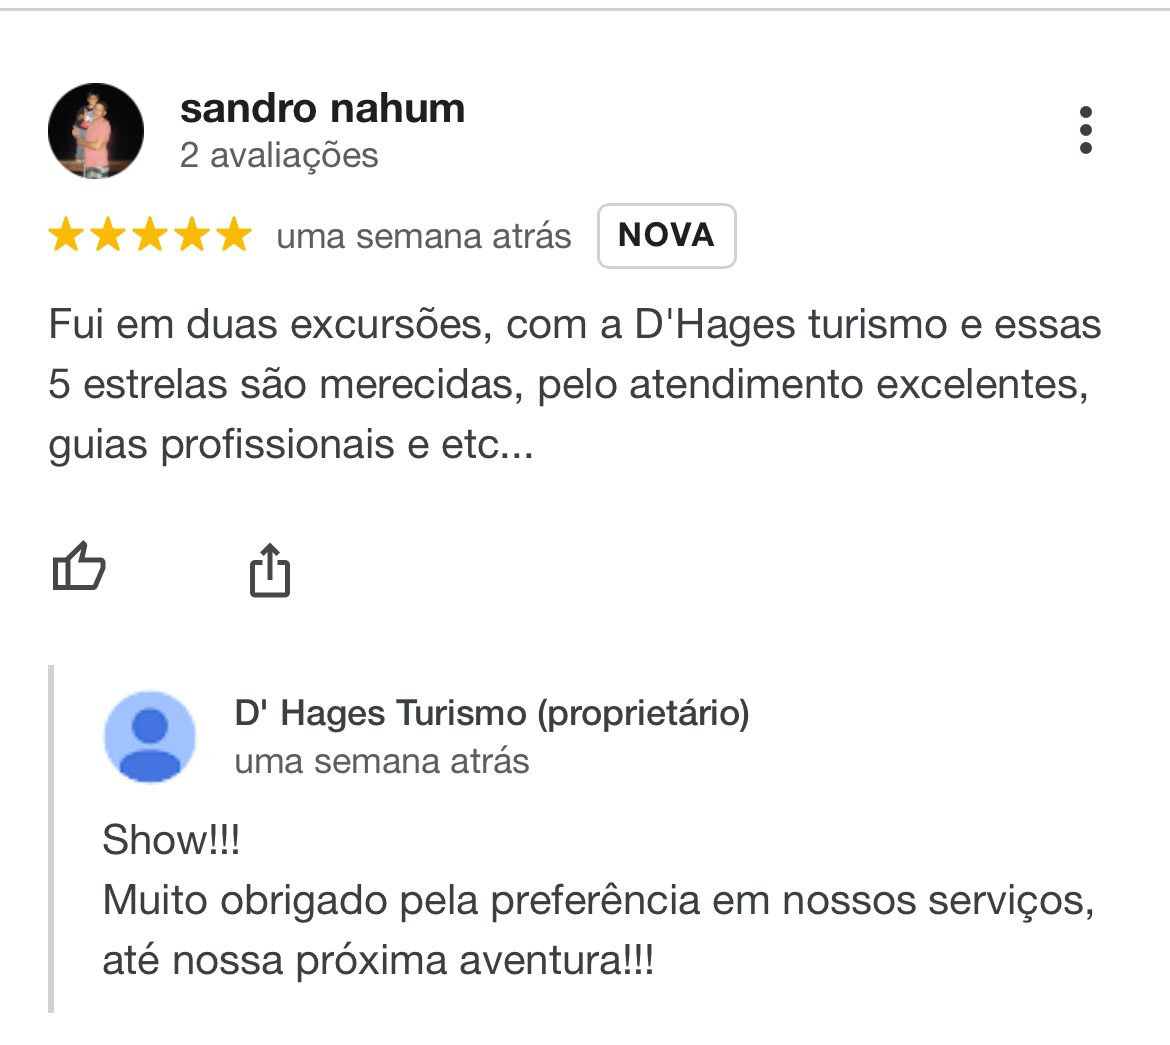 sandro nahum
2 avaliações
uma semana atrás NOVA
Fui em duas excursões, com a D'Hages turismo e essas
5 estrelas são merecidas, pelo atendimento excelentes,
guias profissionais e etc...
D' Hages Turismo (proprietário)
uma semana atrás
Show!!!
Muito obrigado pela preferência em nossos serviços,
até nossa próxima aventura!!!